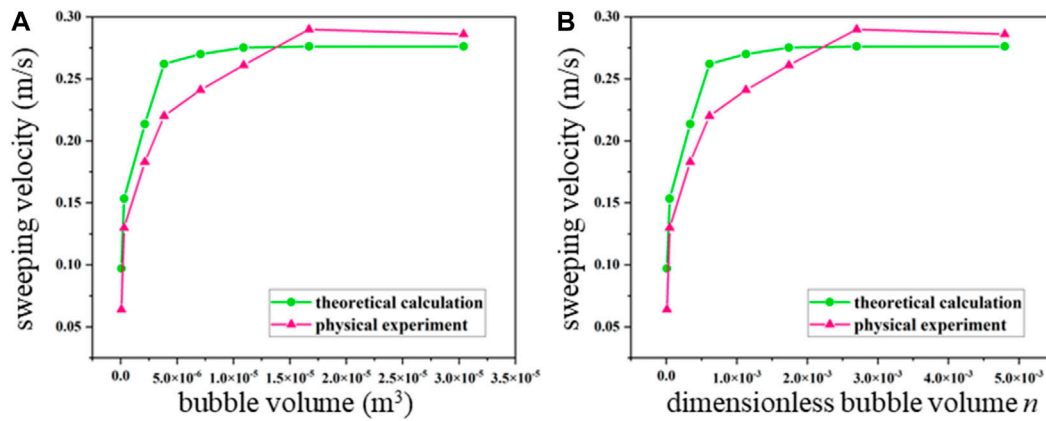 A
sweeping velocity (m/s)
0.30
0.25
0.20
0.15
0.10
0.05
theoretical calculation
physical experiment
0.0 5.0×10⁻⁶ 1.0×10⁻⁵ 1.5×10⁻⁵ 2.0×10⁻⁵ 2.5×10⁻⁵ 3.0×10⁻⁵ 3.5×10⁻⁵
bubble volume (m³)
B
sweeping velocity (m/s)
0.30
0.25
0.20
0.15
0.10
0.05
theoretical calculation
physical experiment
0.0 1.0×10⁻³ 2.0×10⁻³ 3.0×10⁻³ 4.0×10⁻³ 5.0×10⁻³
dimensionless bubble volume n